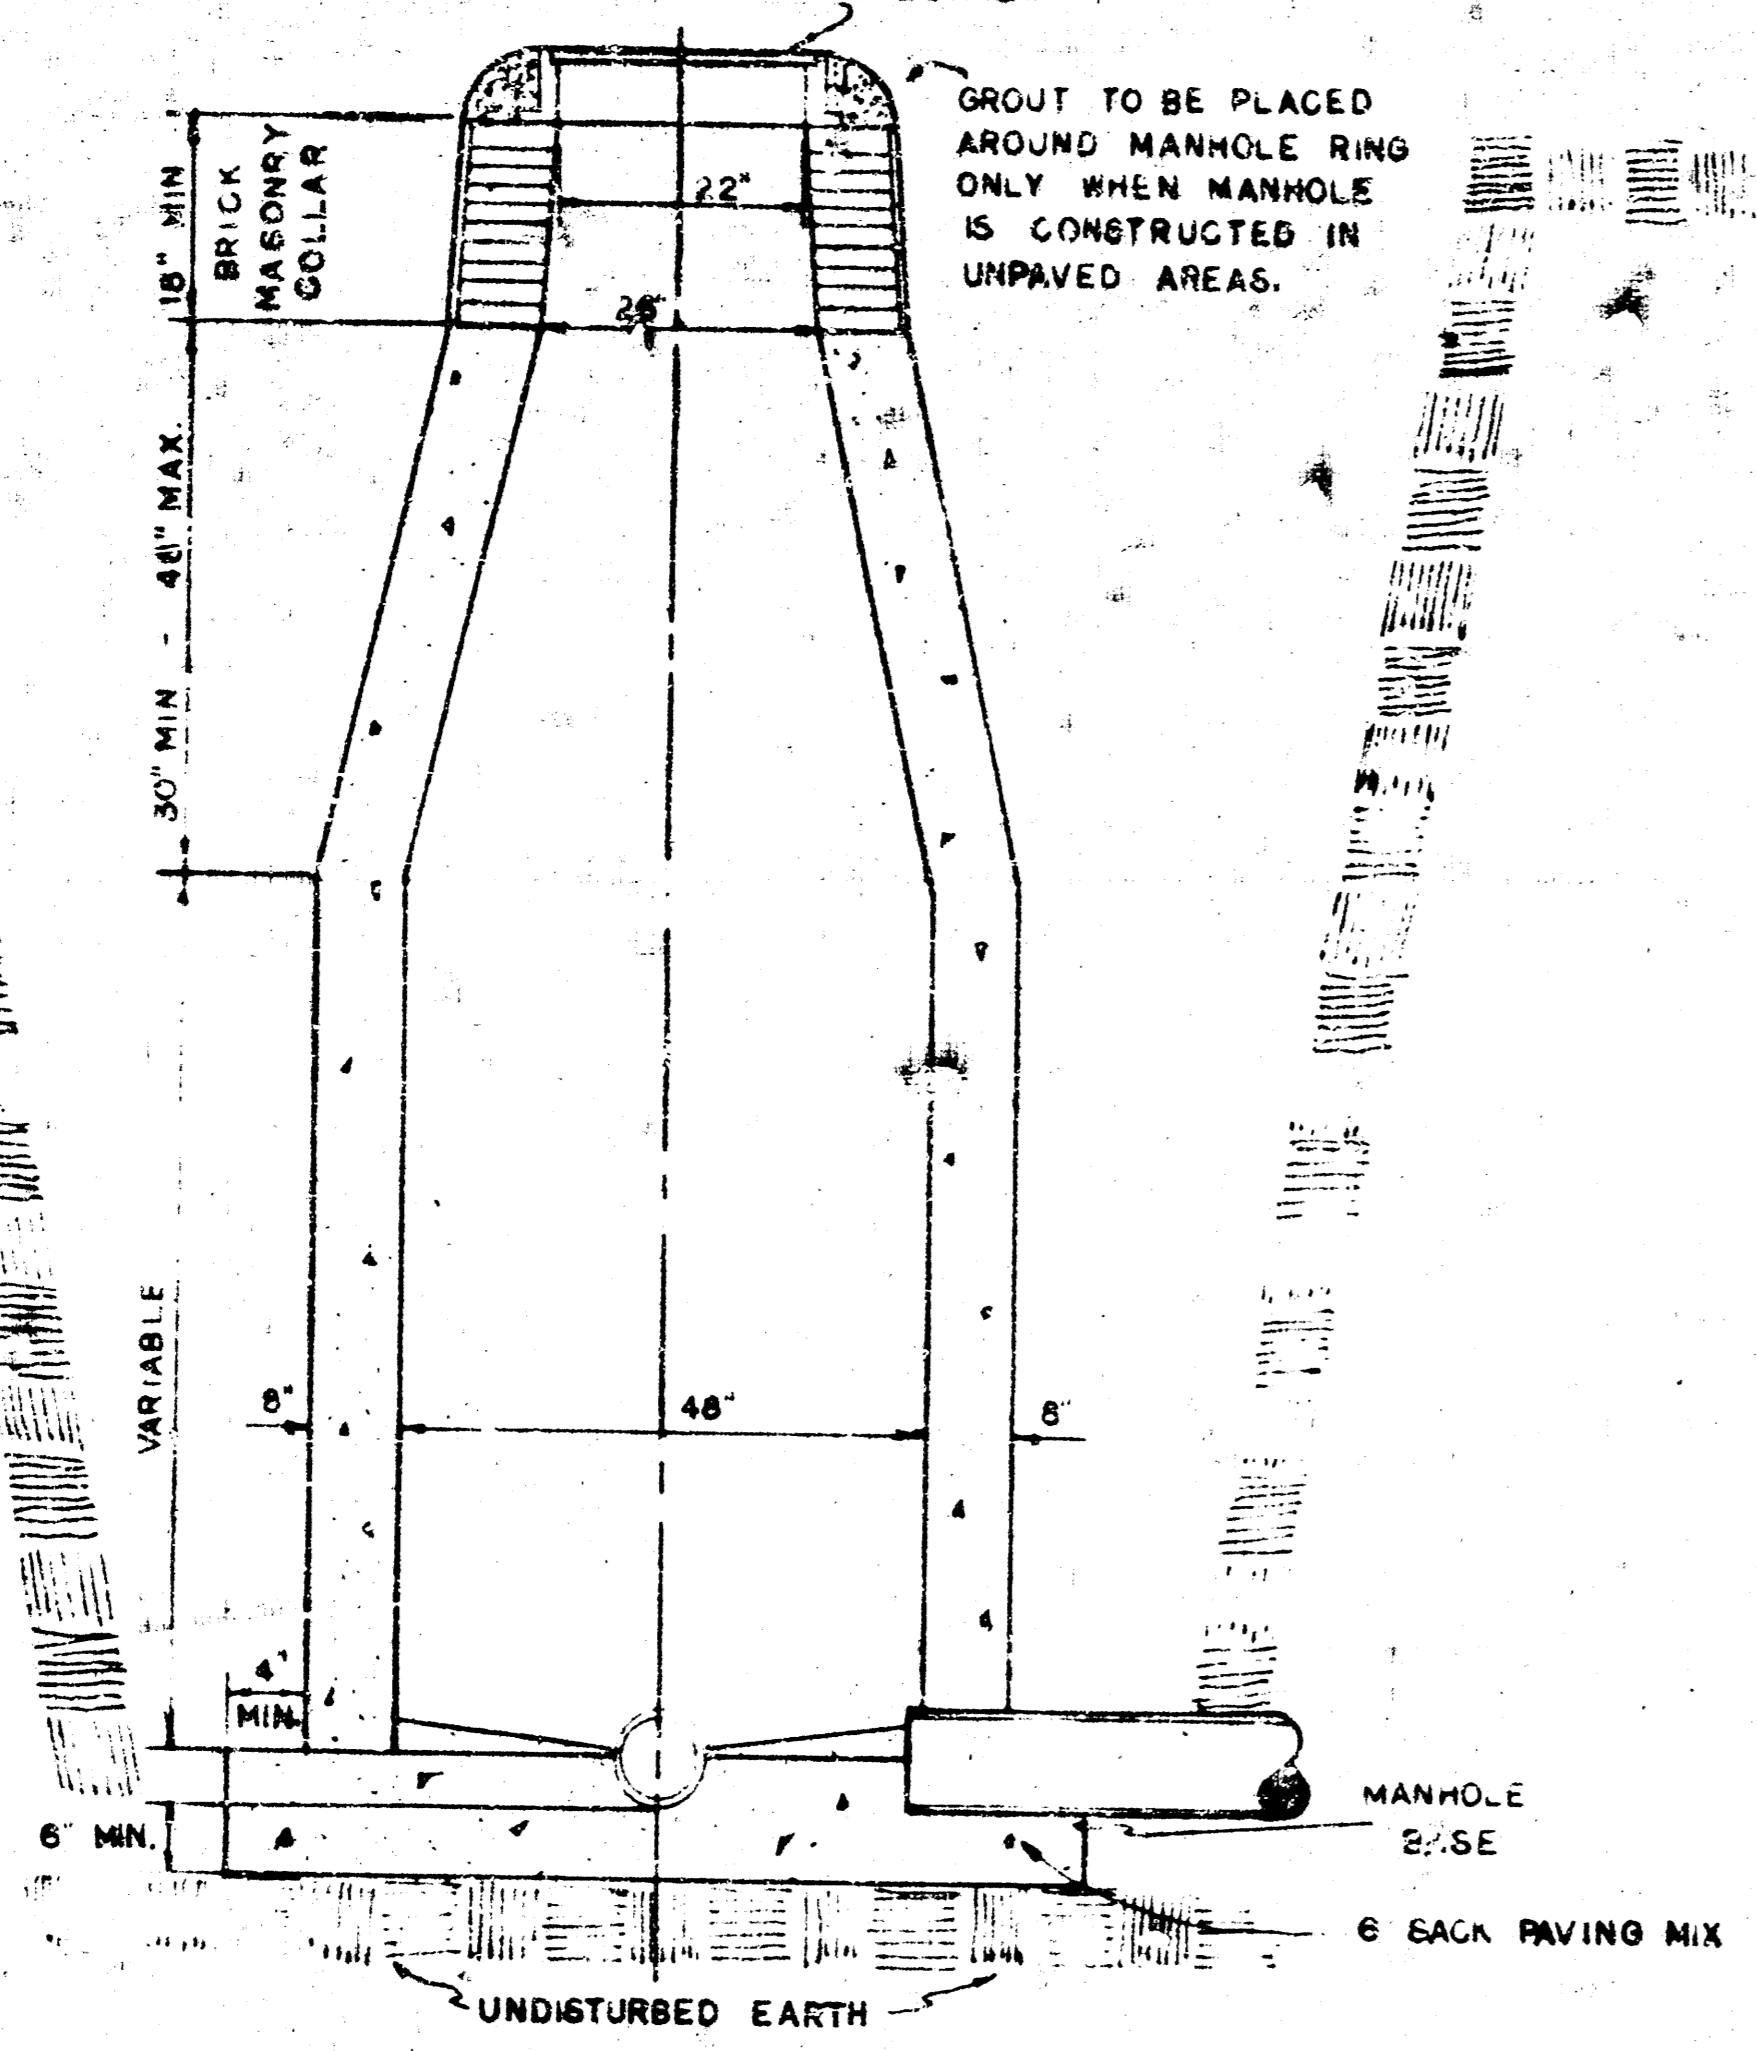 GROUT TO BE PLACED
AROUND MANHOLE RING
ONLY WHEN MANHOLE
IS CONSTRUCTED IN
UNPAVED AREAS.
18" MIN
BRICK
MASONRY
COLLAR
22"
30" MIN - 48" MAX.
VARIABLE
8"
48"
8"
4"
MIN.
6" MIN.
MANHOLE
BASE
6 SACK PAVING MIX
UNDISTURBED EARTH